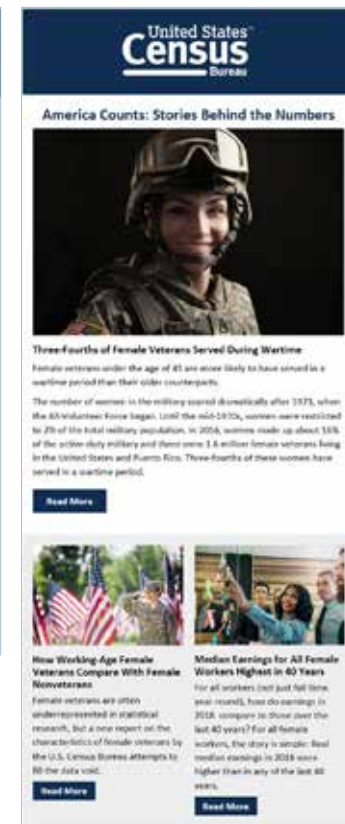 United States™
Census
Bureau
America Counts: Stories Behind the Numbers
Three-Fourths of Female Veterans Served During Wartime
Female veterans under the age of 45 are more likely to have served in a
wartime period than their older counterparts.
The number of women in the military soared dramatically after 1973, when
the All-Volunteer Force began. Until the mid-1970s, women were restricted
to 2% of the total military population. In 2016, women made up about 16%
of the active-duty military and there were 1.6 million female veterans living
in the United States and Puerto Rico. Three-fourths of these women have
served in a wartime period.
Read More
How Working-Age Female
Veterans Compare With Female
Nonveterans
Female veterans are often
underrepresented in statistical
research, but a new report on the
characteristics of female veterans by
the U.S. Census Bureau attempts to
fill the data void.
Read More
Median Earnings for All Female
Workers Highest in 40 Years
For all workers (not just full time,
year-round), how do earnings in
2016 compare to those over the
last 40 years? For all female
workers, the story is simple: Real
median earnings in 2016 were
higher than in any of the last 40
years.
Read More